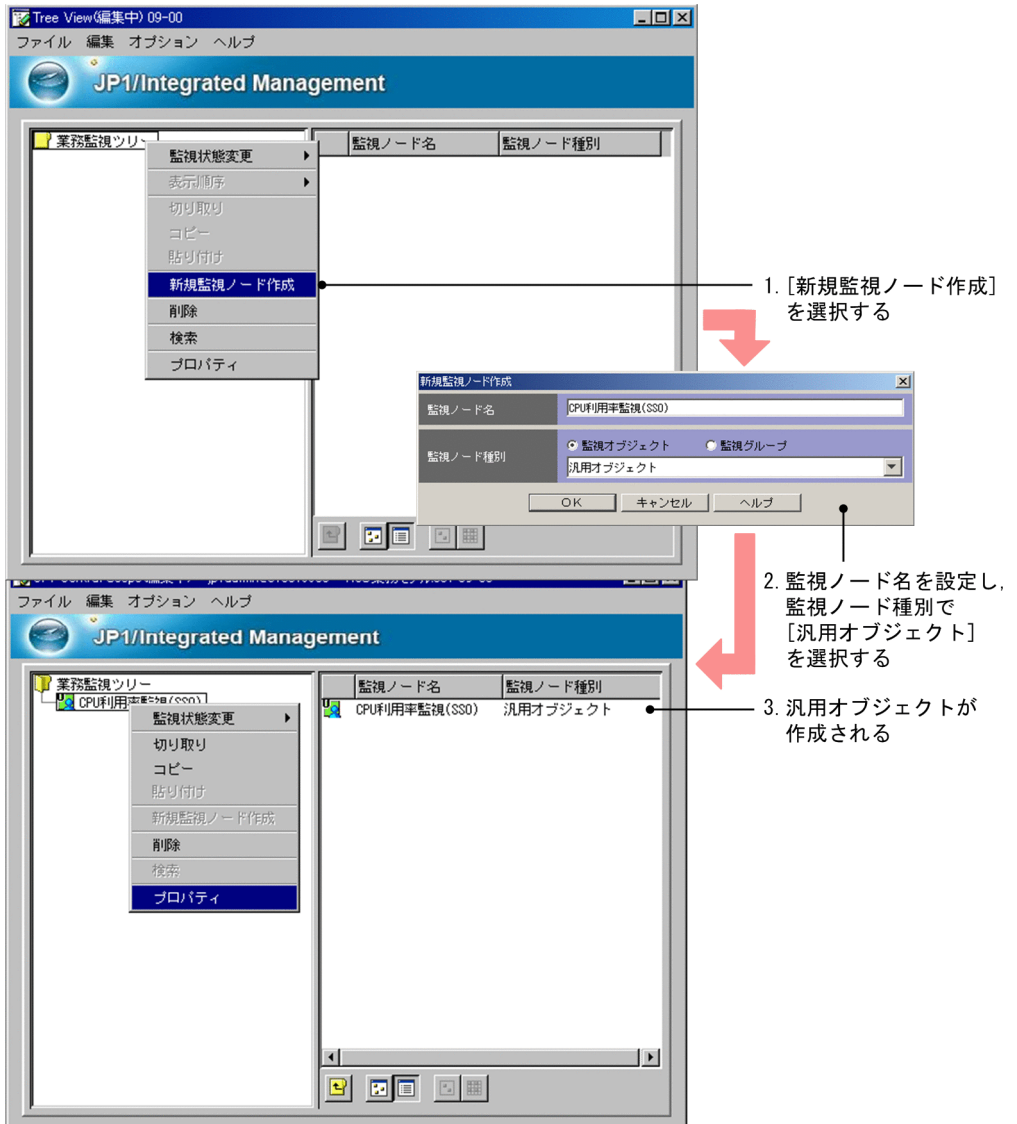 Tree View(編集中) 09-00
ファイル 編集 オプション ヘルプ
JP1/Integrated Management
業務監視ツリー
監視ノード名 監視ノード種別
監視状態変更
表示順序
切り取り
コピー
貼り付け
新規監視ノード作成
削除
検索
プロパティ
1. [新規監視ノード作成]
を選択する
新規監視ノード作成
監視ノード名 CPU利用率監視(SSO)
監視ノード種別
監視オブジェクト 監視グループ
汎用オブジェクト
OK キャンセル ヘルプ
2. 監視ノード名を設定し,
監視ノード種別で
[汎用オブジェクト]
を選択する
ファイル 編集 オプション ヘルプ
JP1/Integrated Management
業務監視ツリー
CPU利用率監視(SSO)
監視ノード名 監視ノード種別
CPU利用率監視(SSO) 汎用オブジェクト
監視状態変更
切り取り
コピー
貼り付け
新規監視ノード作成
削除
検索
プロパティ
3. 汎用オブジェクトが
作成される